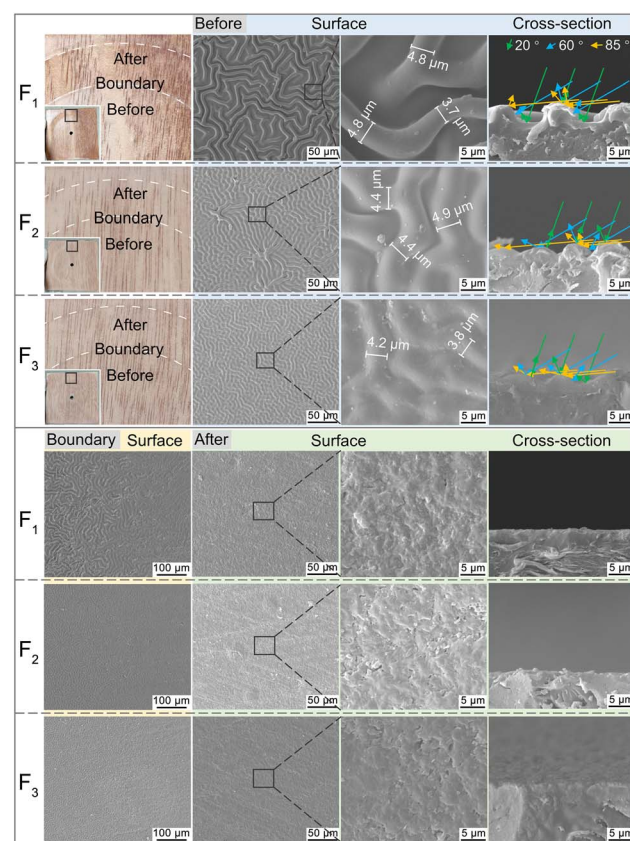 Before Surface Cross-section
F1
After
Boundary
Before
50 μm
4.8 μm
4.8 μm
3.7 μm
5 μm
20 ° 60 ° 85 °
5 μm
F2
After
Boundary
Before
50 μm
4.4 μm
4.9 μm
4.4 μm
5 μm
5 μm
F3
After
Boundary
Before
50 μm
4.2 μm
3.8 μm
5 μm
5 μm
Boundary Surface After Surface Cross-section
F1
100 μm
50 μm
5 μm
5 μm
F2
100 μm
50 μm
5 μm
5 μm
F3
100 μm
50 μm
5 μm
5 μm